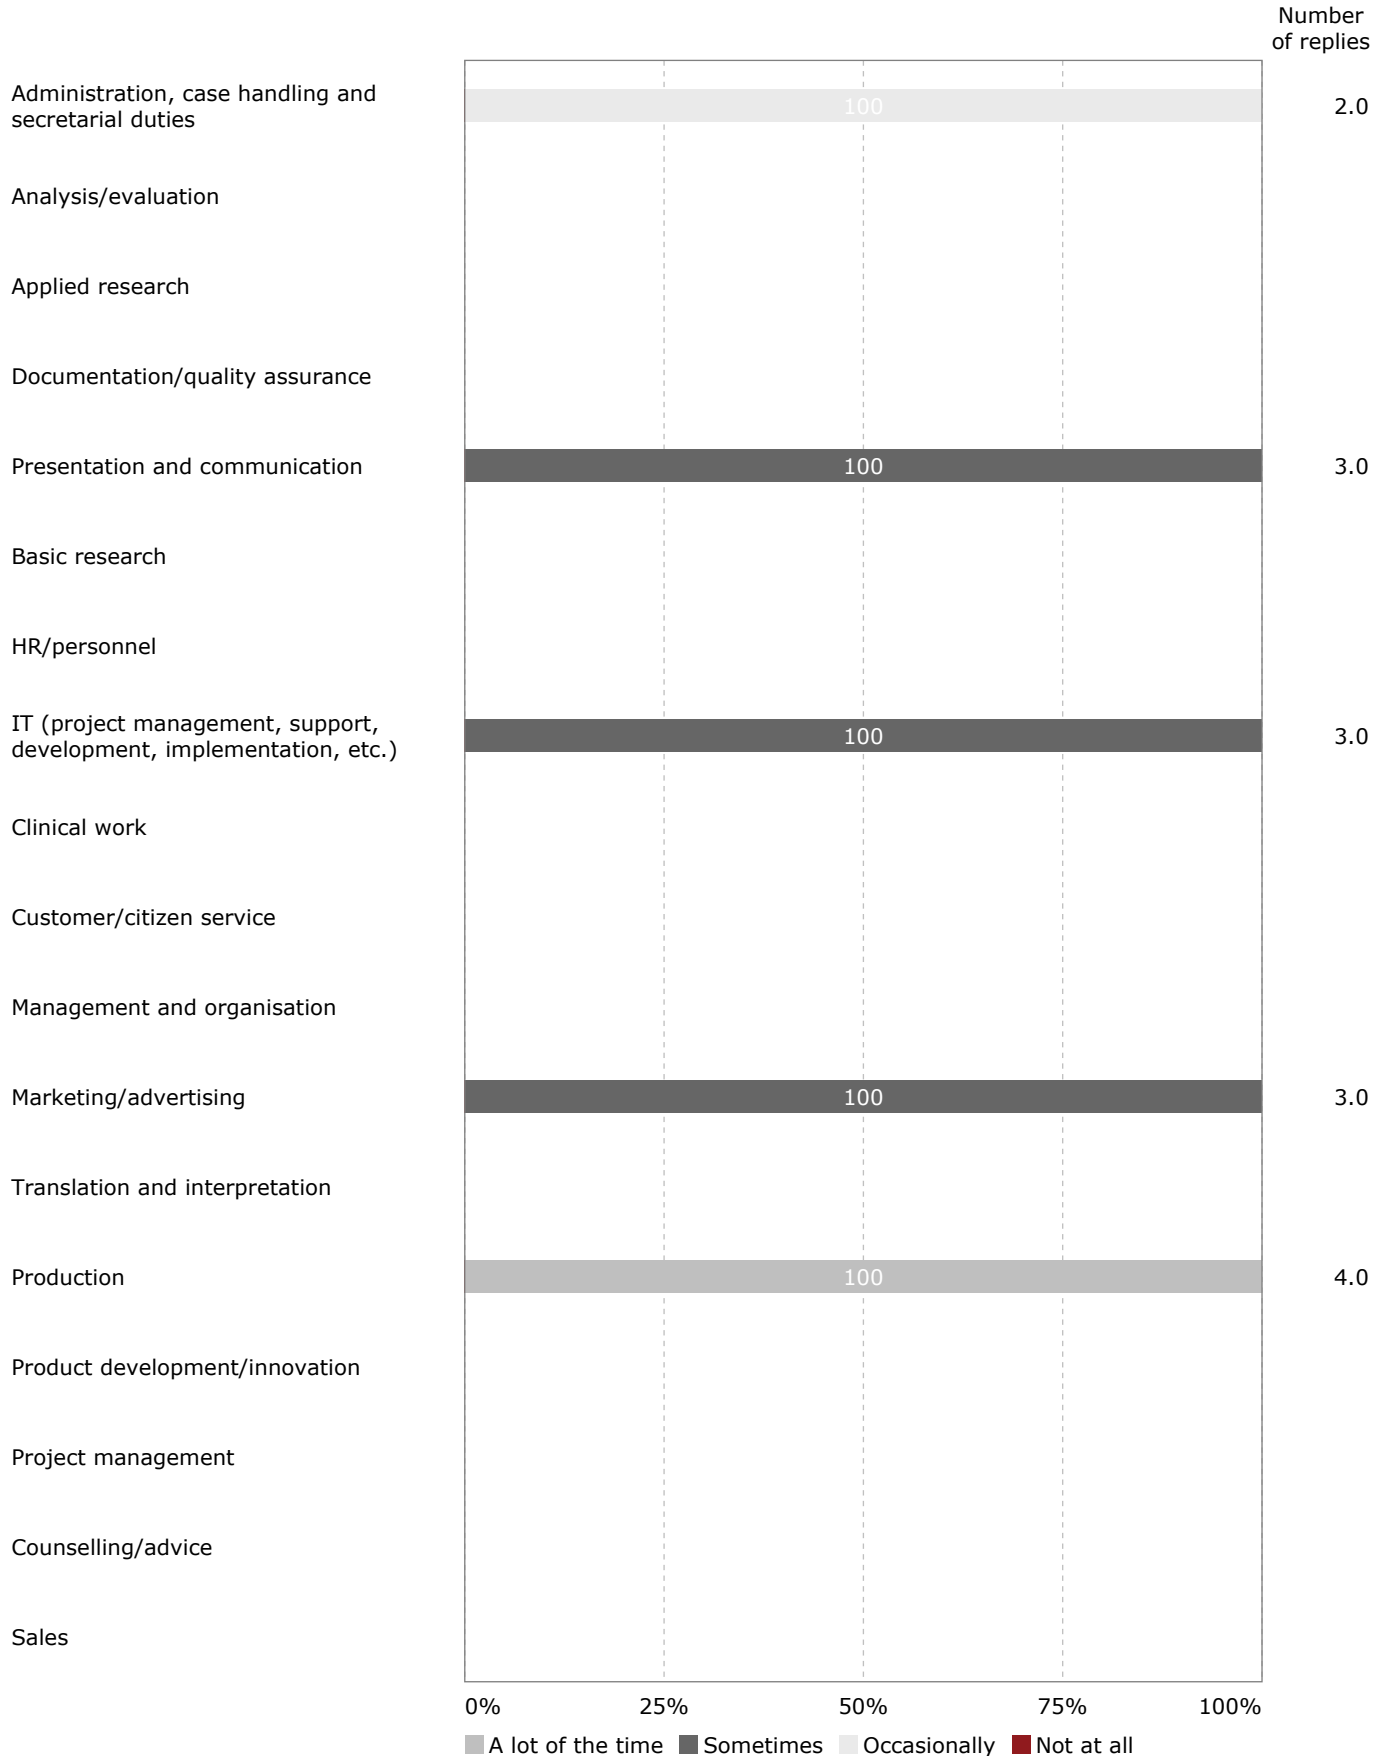 Number
of replies
Administration, case handling and
secretarial duties
100
2.0
Analysis/evaluation
Applied research
Documentation/quality assurance
Presentation and communication
100
3.0
Basic research
HR/personnel
IT (project management, support,
development, implementation, etc.)
100
3.0
Clinical work
Customer/citizen service
Management and organisation
Marketing/advertising
100
3.0
Translation and interpretation
Production
100
4.0
Product development/innovation
Project management
Counselling/advice
Sales
0% 25% 50% 75% 100%
A lot of the time Sometimes Occasionally Not at all